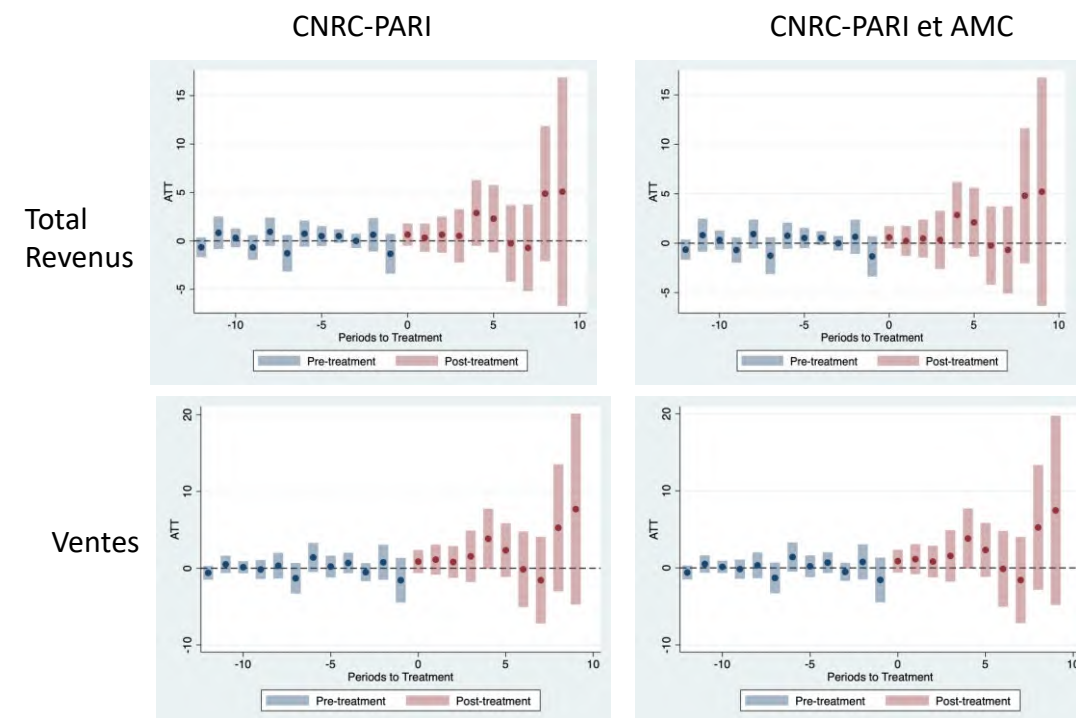 CNRC-PARI
CNRC-PARI et AMC
Total
Revenus
ATT
15
10
5
0
-5
-10
-5
0
5
10
Periods to Treatment
Pre-treatment
Post-treatment
ATT
15
10
5
0
-5
-10
-5
0
5
10
Periods to Treatment
Pre-treatment
Post-treatment
Ventes
ATT
20
10
0
-10
-10
-5
0
5
10
Periods to Treatment
Pre-treatment
Post-treatment
ATT
20
10
0
-10
-10
-5
0
5
10
Periods to Treatment
Pre-treatment
Post-treatment